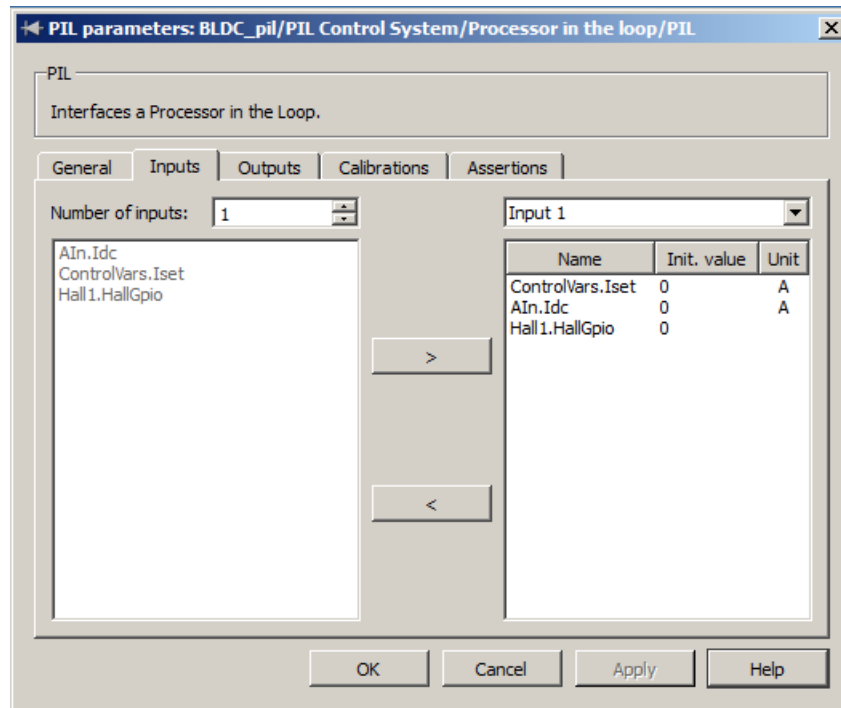 PIL parameters: BLDC_pil/PIL Control System/Processor in the loop/PIL X
PIL
Interfaces a Processor in the Loop.
General Inputs Outputs Calibrations Assertions
Number of inputs: 1 Input 1
AIn.Idc
ControlVars.Iset
Hall1.HallGpio
Name Init. value Unit
ControlVars.Iset 0 A
AIn.Idc 0 A
Hall1.HallGpio 0
>
<
OK Cancel Apply Help